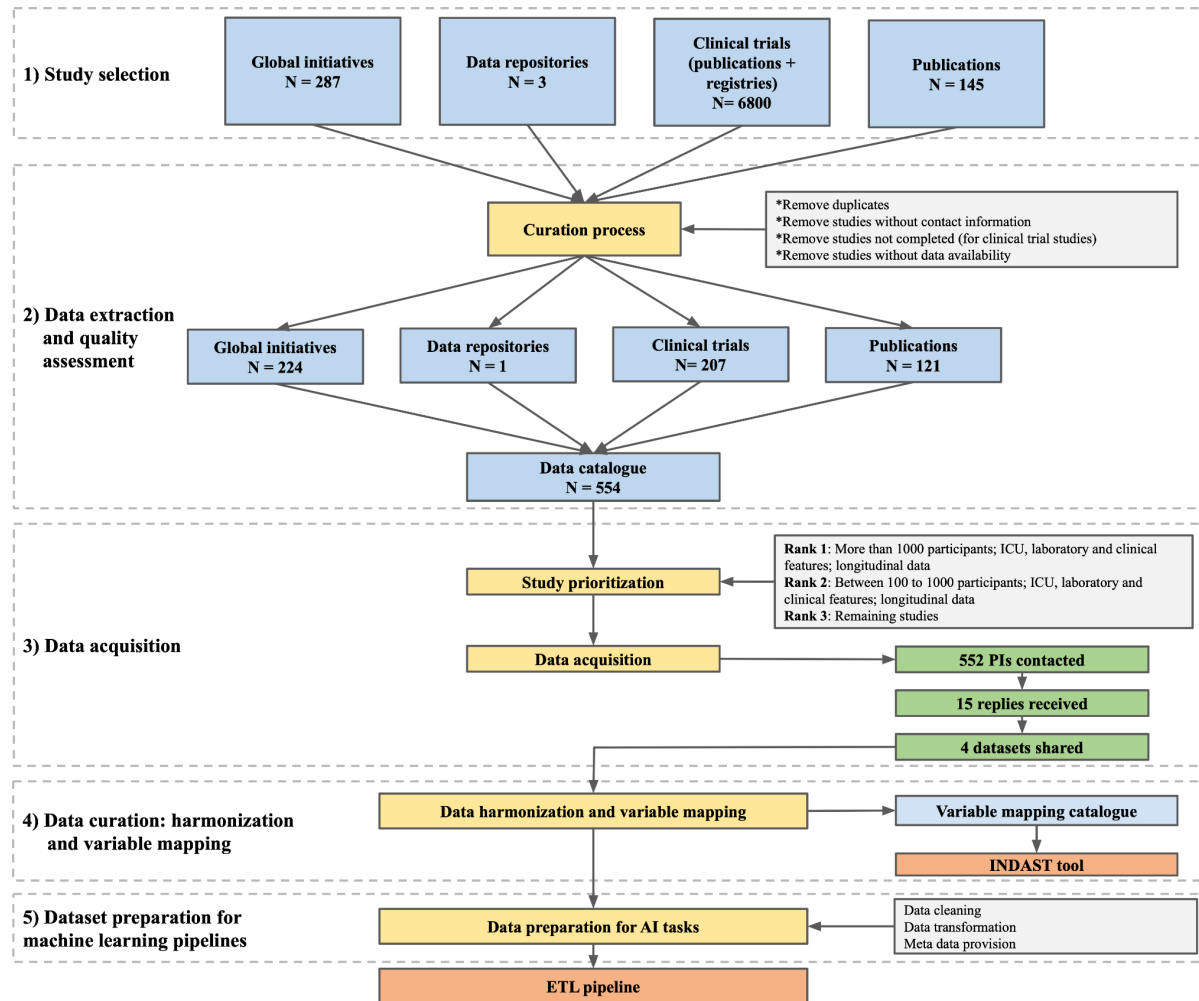 1) Study selection
Global initiatives
N = 287
Data repositories
N = 3
Clinical trials
(publications +
registries)
N= 6800
Publications
N = 145
2) Data extraction
and quality
assessment
Curation process
*Remove duplicates
*Remove studies without contact information
*Remove studies not completed (for clinical trial studies)
*Remove studies without data availability
Global initiatives
N = 224
Data repositories
N = 1
Clinical trials
N= 207
Publications
N = 121
Data catalogue
N = 554
3) Data acquisition
Study prioritization
Rank 1: More than 1000 participants; ICU, laboratory and clinical
features; longitudinal data
Rank 2: Between 100 to 1000 participants; ICU, laboratory and
clinical features; longitudinal data
Rank 3: Remaining studies
Data acquisition
552 PIs contacted
15 replies received
4 datasets shared
4) Data curation: harmonization
and variable mapping
Data harmonization and variable mapping
Variable mapping catalogue
INDAST tool
5) Dataset preparation for
machine learning pipelines
Data preparation for AI tasks
Data cleaning
Data transformation
Meta data provision
ETL pipeline